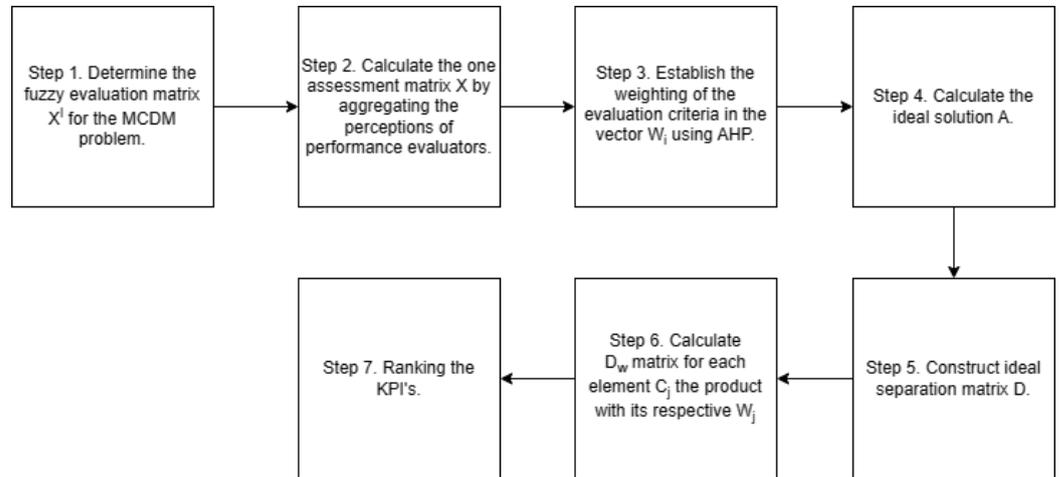 Step 1. Determine the
fuzzy evaluation matrix
Xˡ for the MCDM
problem.
Step 2. Calculate the one
assessment matrix X by
aggregating the
perceptions of
performance evaluators.
Step 3. Establish the
weighting of the
evaluation criteria in the
vector Wᵢ using AHP.
Step 4. Calculate the
ideal solution A.
Step 5. Construct ideal
separation matrix D.
Step 6. Calculate
D_w matrix for each
element Cⱼ the product
with its respective Wⱼ
Step 7. Ranking the
KPI's.